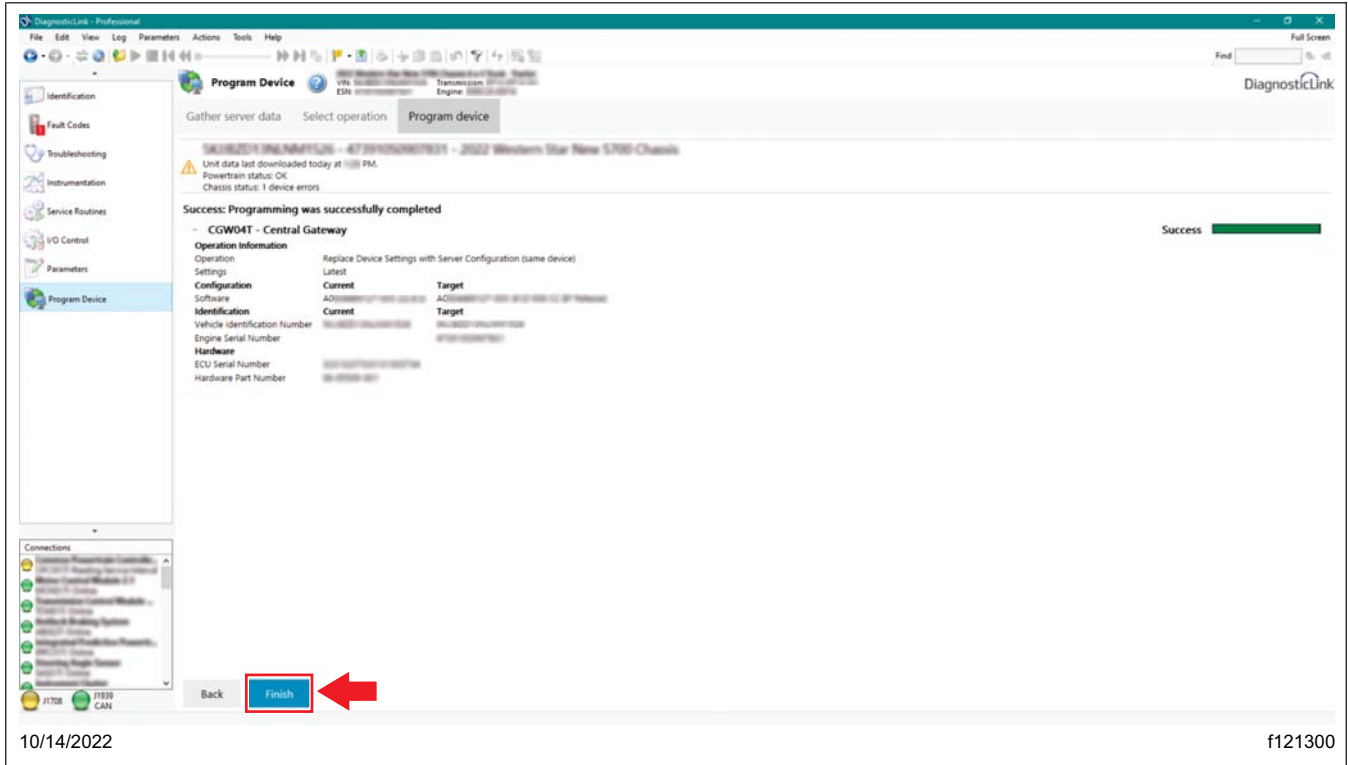 DiagnosticLink - Professional
File Edit View Log Parameters Actions Tools Help Full Screen
Find
Program Device VIN: Transmission:
ESN: Engine:
DiagnosticLink
Identification
Fault Codes
Troubleshooting
Instrumentation
Service Routines
I/O Control
Parameters
Program Device
Gather server data Select operation Program device
2022 Western Star New 5700 Chassis
Unit data last downloaded today at PM.
Powertrain status: OK
Chassis status: 1 device errors
Success: Programming was successfully completed
- CGW04T - Central Gateway Success
Operation Information
Operation Replace Device Settings with Server Configuration (same device)
Settings Latest
Configuration Current Target
Software
Identification Current Target
Vehicle Identification Number
Engine Serial Number
Hardware
ECU Serial Number
Hardware Part Number
Connections
J1708 J1939
CAN
Back Finish
10/14/2022 f121300